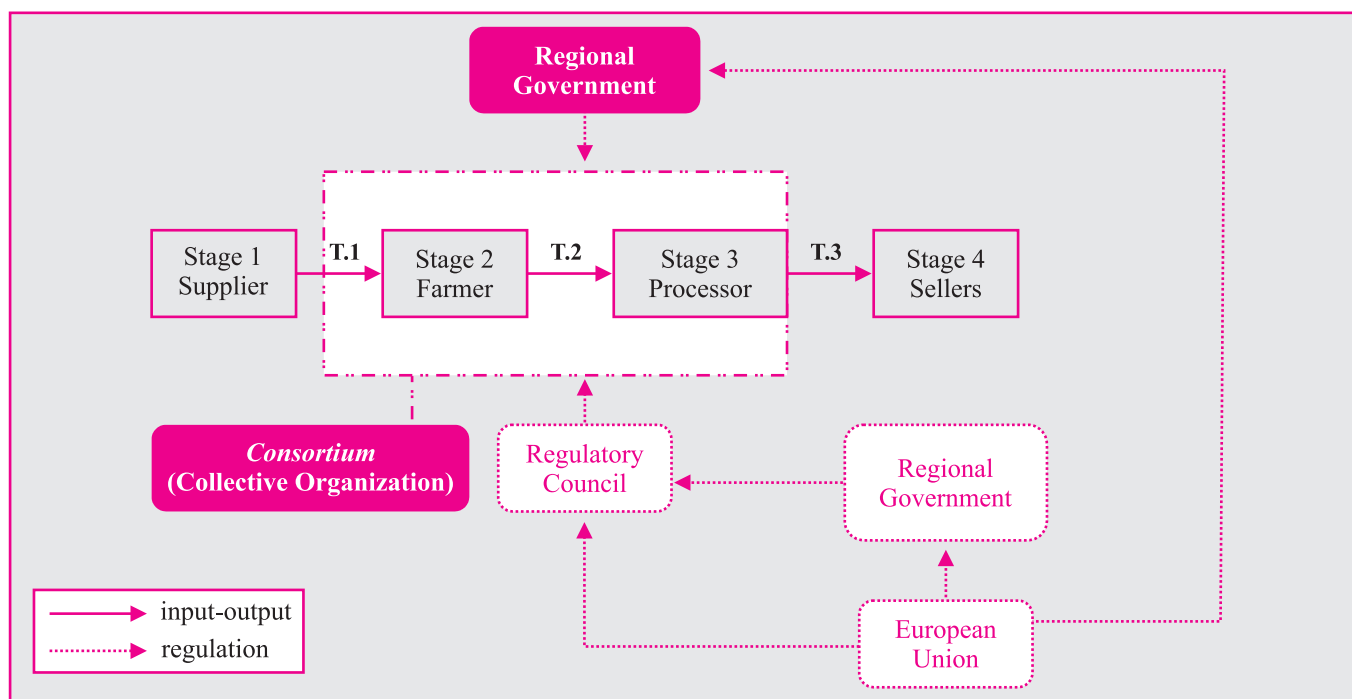 Regional
Government
Stage 1
Supplier
T.1
Stage 2
Farmer
T.2
Stage 3
Processor
T.3
Stage 4
Sellers
Consortium
(Collective Organization)
Regulatory
Council
Regional
Government
European
Union
input-output
regulation